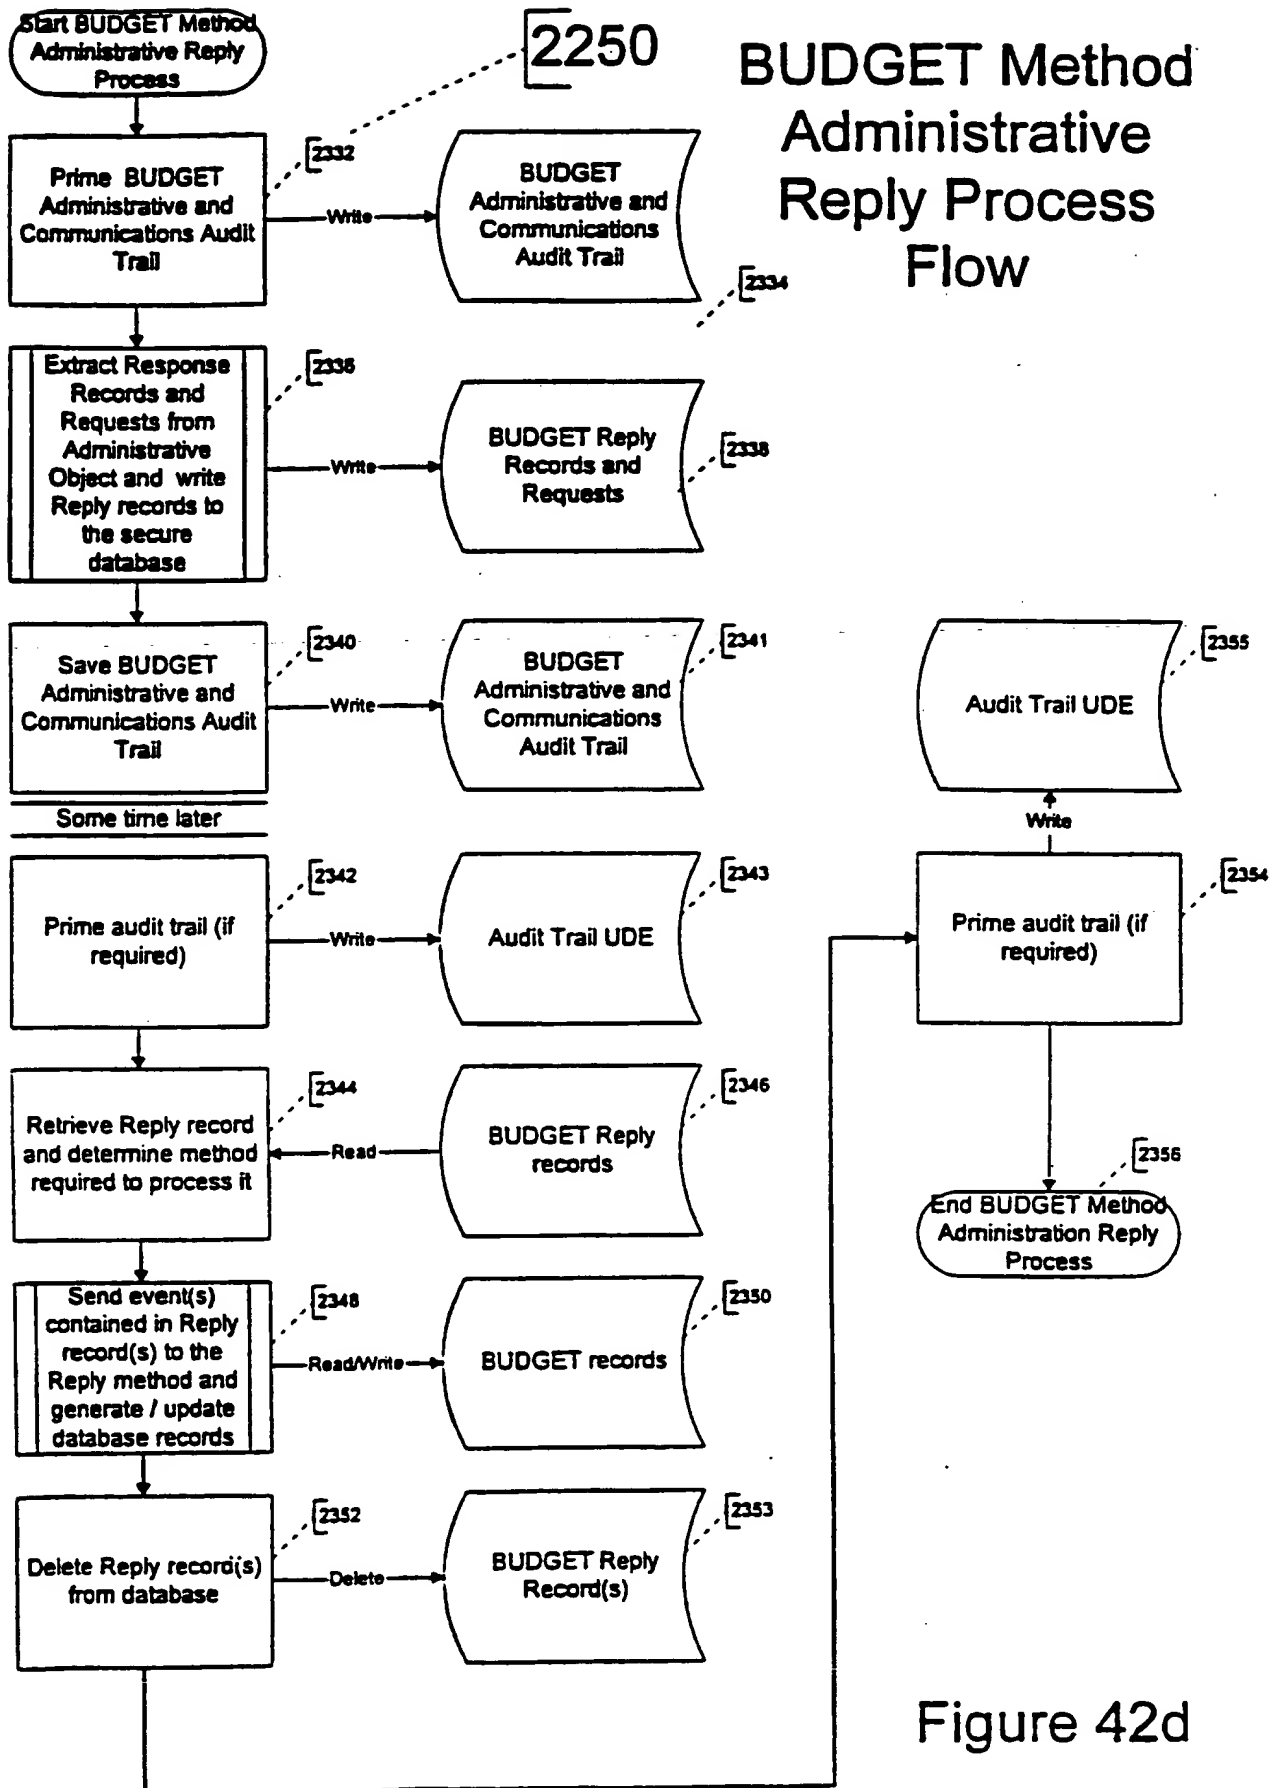 Start BUDGET Method
Administrative Reply
Process
2250
BUDGET Method
Administrative
Reply Process
Flow
Prime BUDGET
Administrative and
Communications Audit
Trail
2332
Write
BUDGET
Administrative and
Communications
Audit Trail
2334
Extract Response
Records and
Requests from
Administrative
Object and write
Reply records to
the secure
database
2336
Write
BUDGET Reply
Records and
Requests
2338
Save BUDGET
Administrative and
Communications Audit
Trail
2340
Write
BUDGET
Administrative and
Communications
Audit Trail
2341
Some time later
Prime audit trail (if
required)
2342
Write
Audit Trail UDE
2343
Retrieve Reply record
and determine method
required to process it
2344
Read
BUDGET Reply
records
2346
Send event(s)
contained in Reply
record(s) to the
Reply method and
generate / update
database records
2348
Read/Write
BUDGET records
2350
Delete Reply record(s)
from database
2352
Delete
BUDGET Reply
Record(s)
2353
Audit Trail UDE
2355
Write
Prime audit trail (if
required)
2354
2356
End BUDGET Method
Administration Reply
Process
Figure 42d